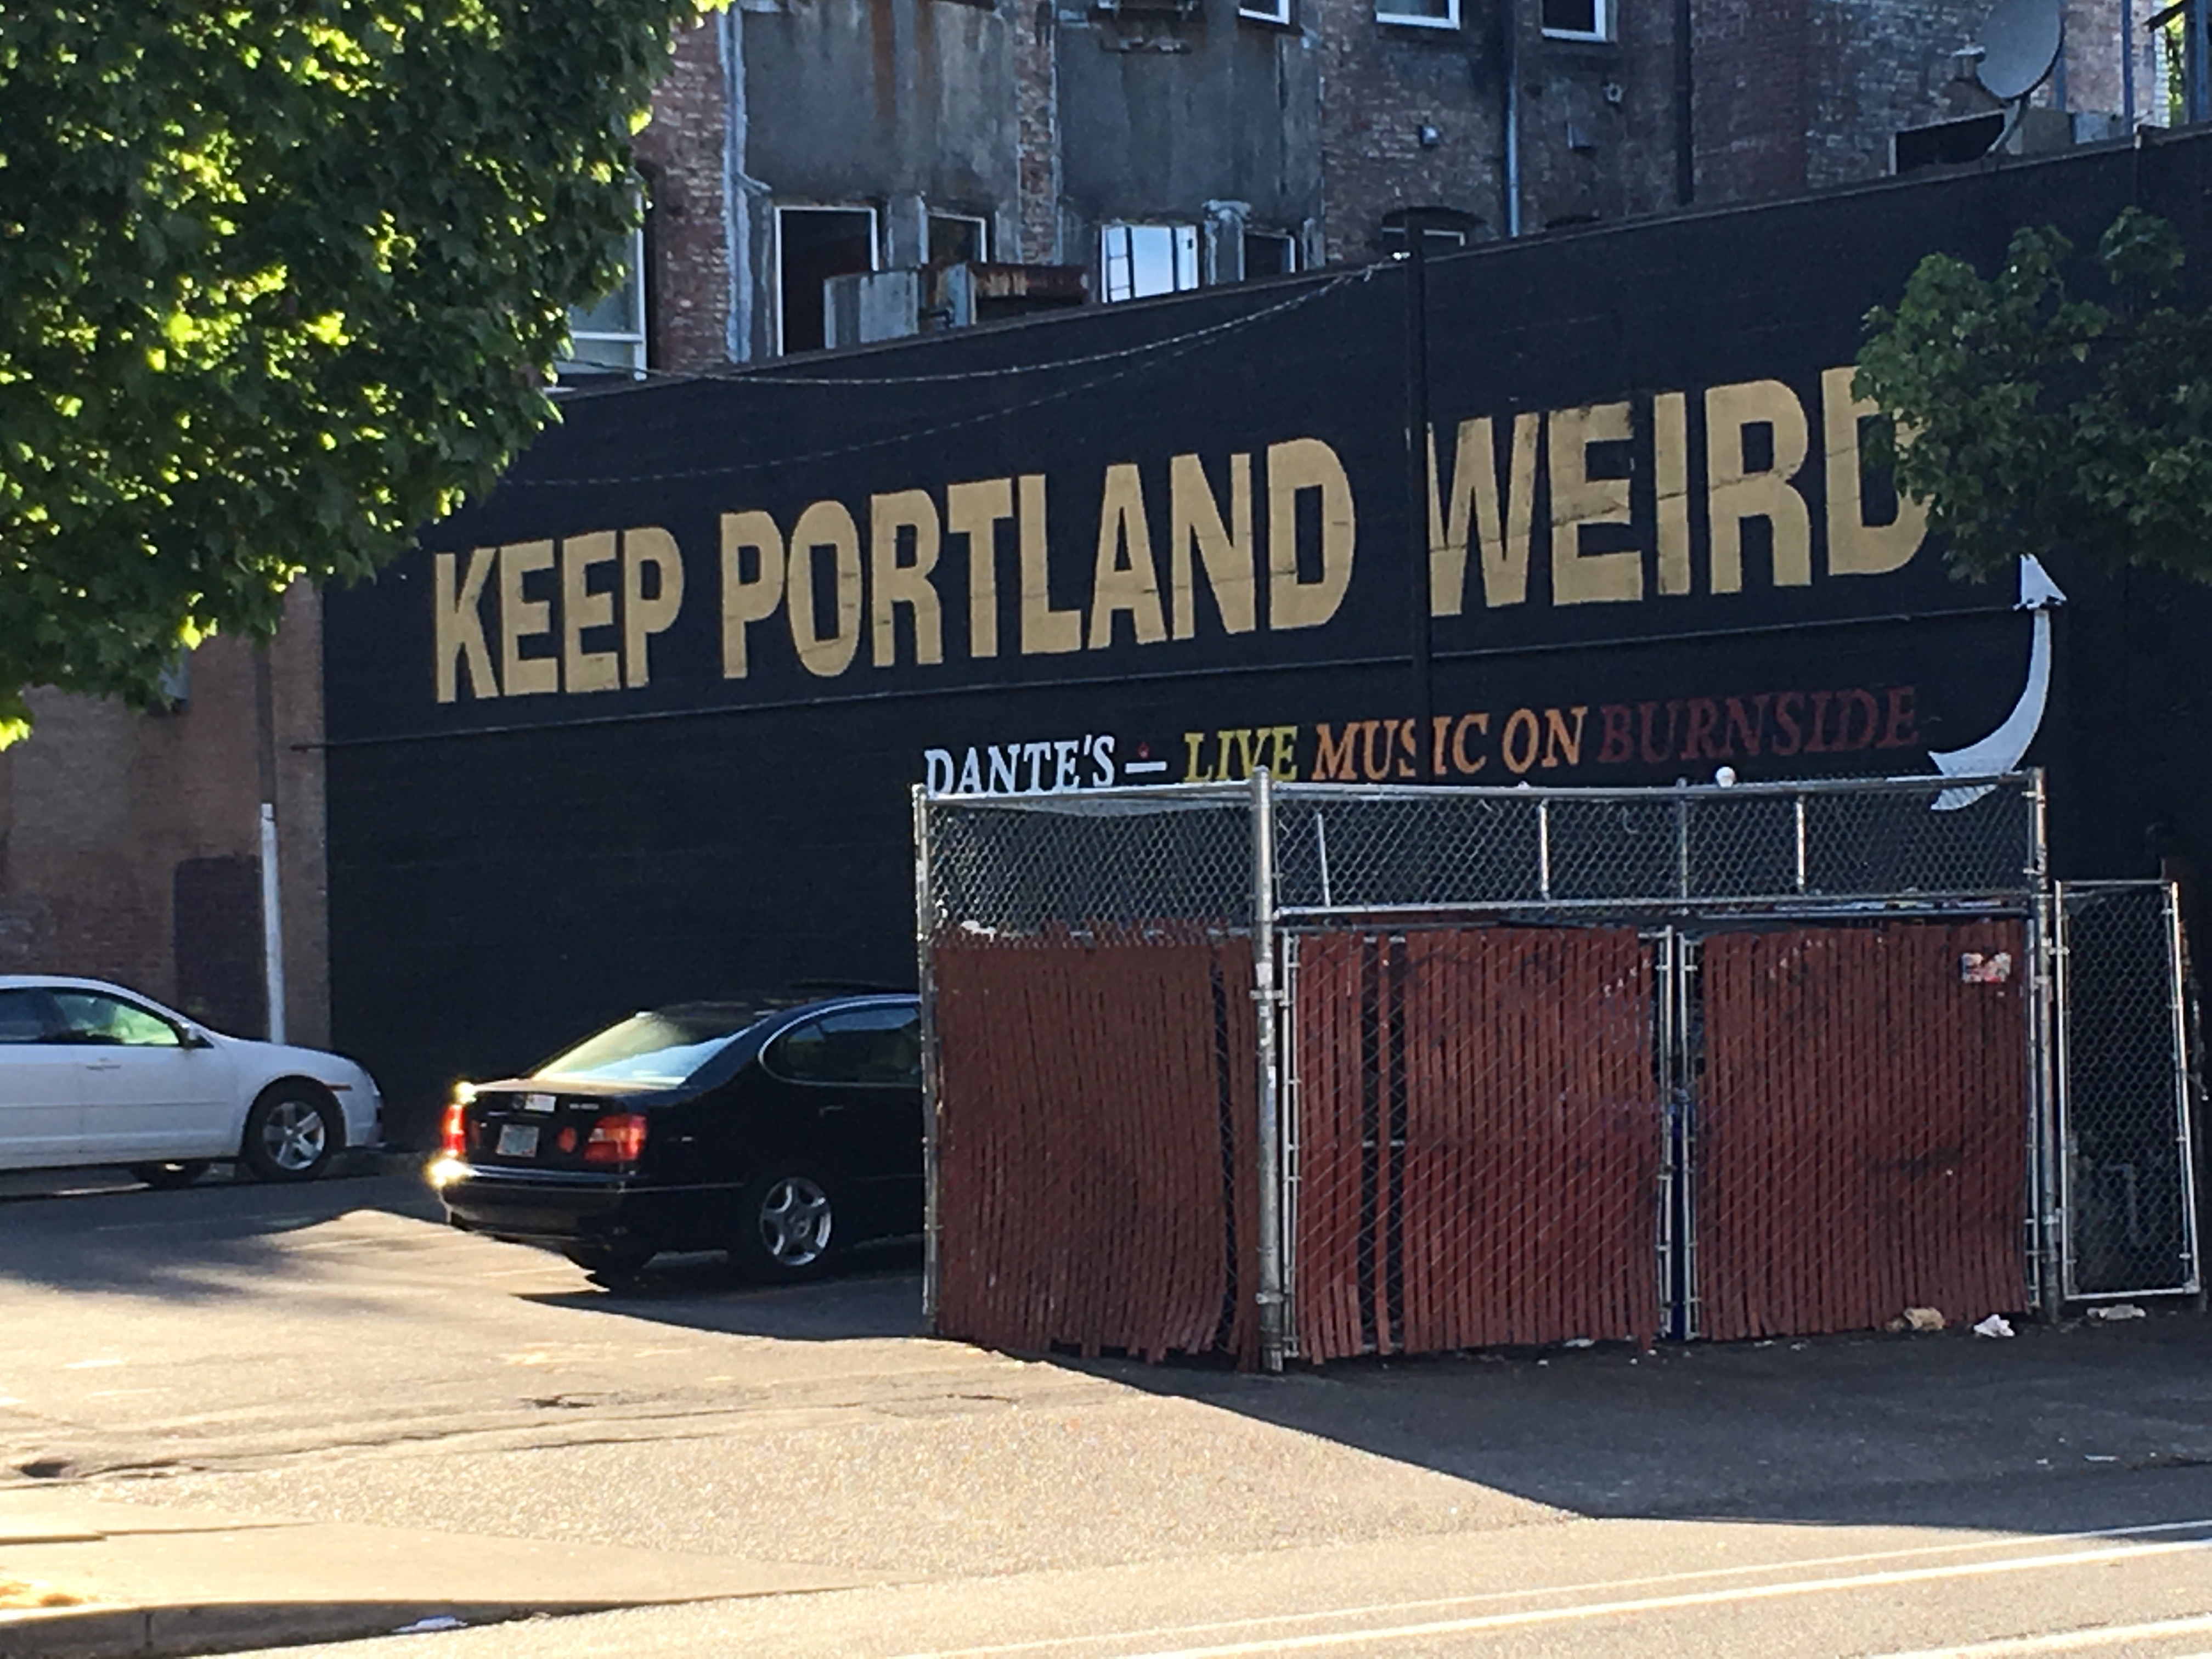 KEEP PORTLAND WEIRD
DANTE'S - LIVE MUSIC ON BURNSIDE